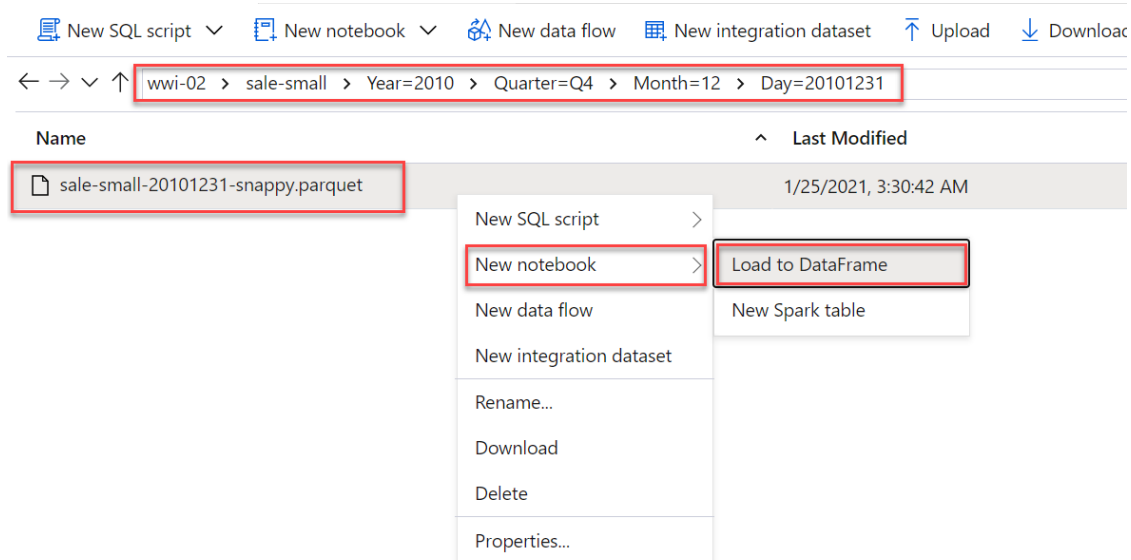 New SQL script New notebook New data flow New integration dataset Upload Download
wwi-02 > sale-small > Year=2010 > Quarter=Q4 > Month=12 > Day=20101231
Name Last Modified
sale-small-20101231-snappy.parquet 1/25/2021, 3:30:42 AM
New SQL script
New notebook Load to DataFrame
New data flow New Spark table
New integration dataset
Rename...
Download
Delete
Properties...